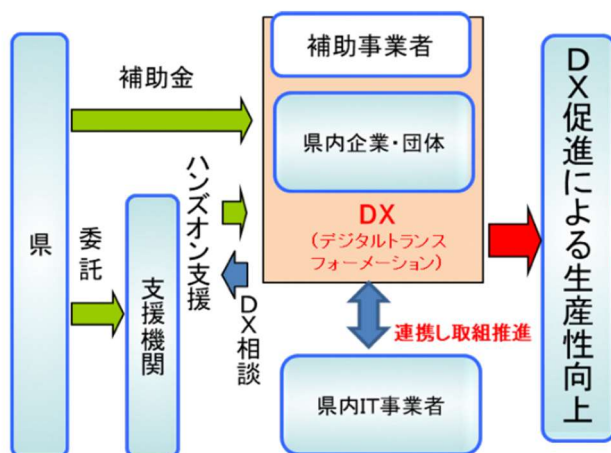 県
補助金
委託
支援機関
ハンズオン支援
DX相談
補助事業者
県内企業・団体
DX
（デジタルトランス
フォーメーション）
連携し取組推進
県内IT事業者
DX促進による生産性向上